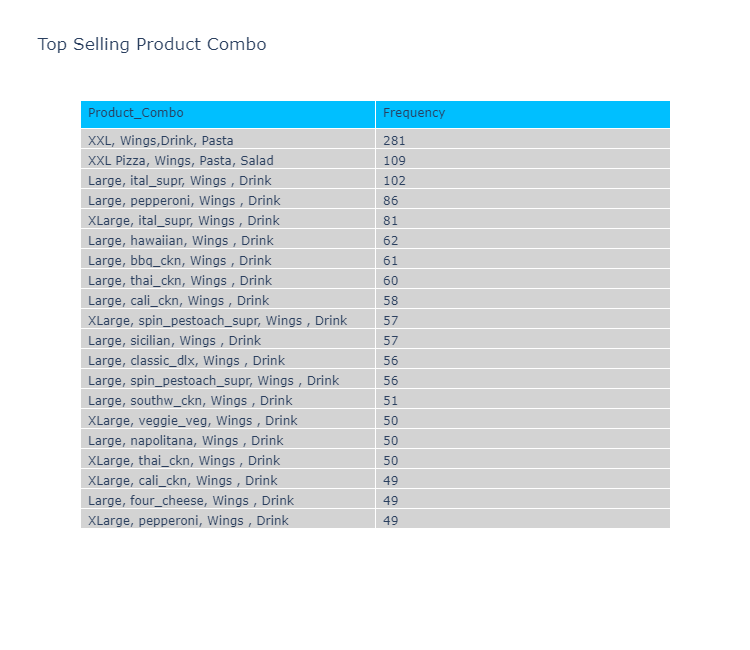 Top Selling Product Combo
Product_Combo Frequency
XXL, Wings,Drink, Pasta 281
XXL Pizza, Wings, Pasta, Salad 109
Large, ital_supr, Wings , Drink 102
Large, pepperoni, Wings , Drink 86
XLarge, ital_supr, Wings , Drink 81
Large, hawaiian, Wings , Drink 62
Large, bbq_ckn, Wings , Drink 61
Large, thai_ckn, Wings , Drink 60
Large, cali_ckn, Wings , Drink 58
XLarge, spin_pestoach_supr, Wings , Drink 57
Large, sicilian, Wings , Drink 57
Large, classic_dlx, Wings , Drink 56
Large, spin_pestoach_supr, Wings , Drink 56
Large, southw_ckn, Wings , Drink 51
XLarge, veggie_veg, Wings , Drink 50
Large, napolitana, Wings , Drink 50
XLarge, thai_ckn, Wings , Drink 50
XLarge, cali_ckn, Wings , Drink 49
Large, four_cheese, Wings , Drink 49
XLarge, pepperoni, Wings , Drink 49